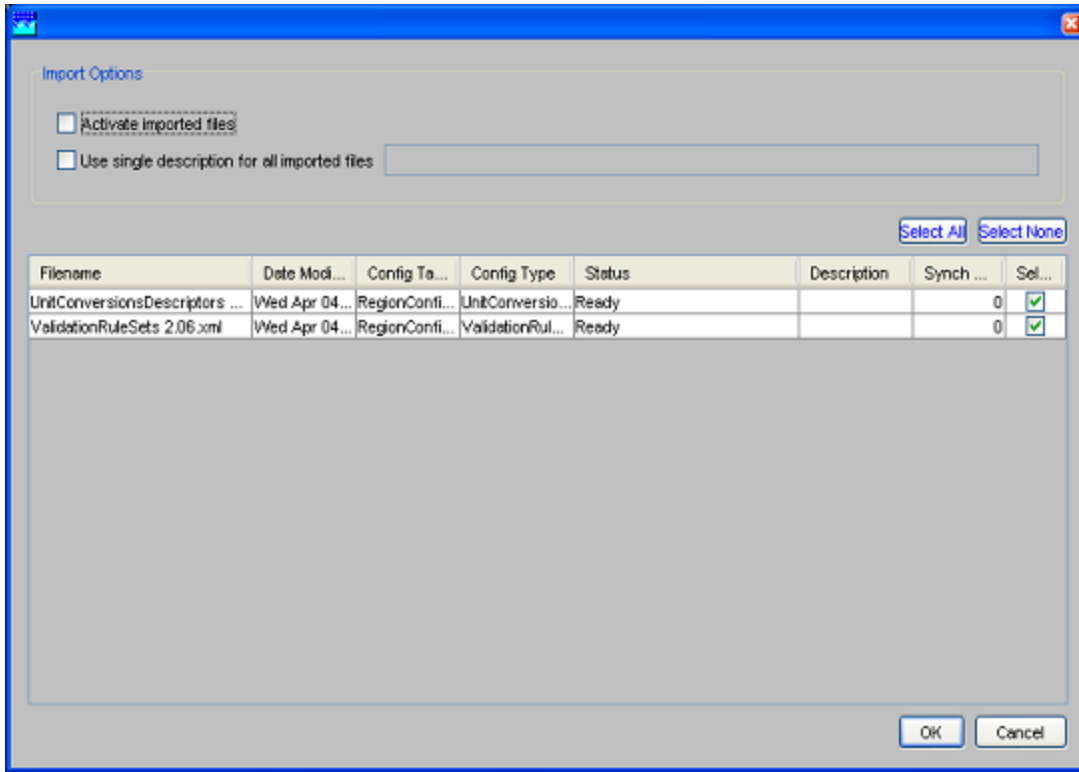 Import Options
Activate imported files
Use single description for all imported files
Select All Select None
Filename Date Modi... Config Ta... Config Type Status Description Synch ... Sel...
UnitConversionsDescriptors ... Wed Apr 04... RegionConfi... UnitConversio... Ready 0
ValidationRuleSets 2.06.xml Wed Apr 04... RegionConfi... ValidationRul... Ready 0
OK Cancel